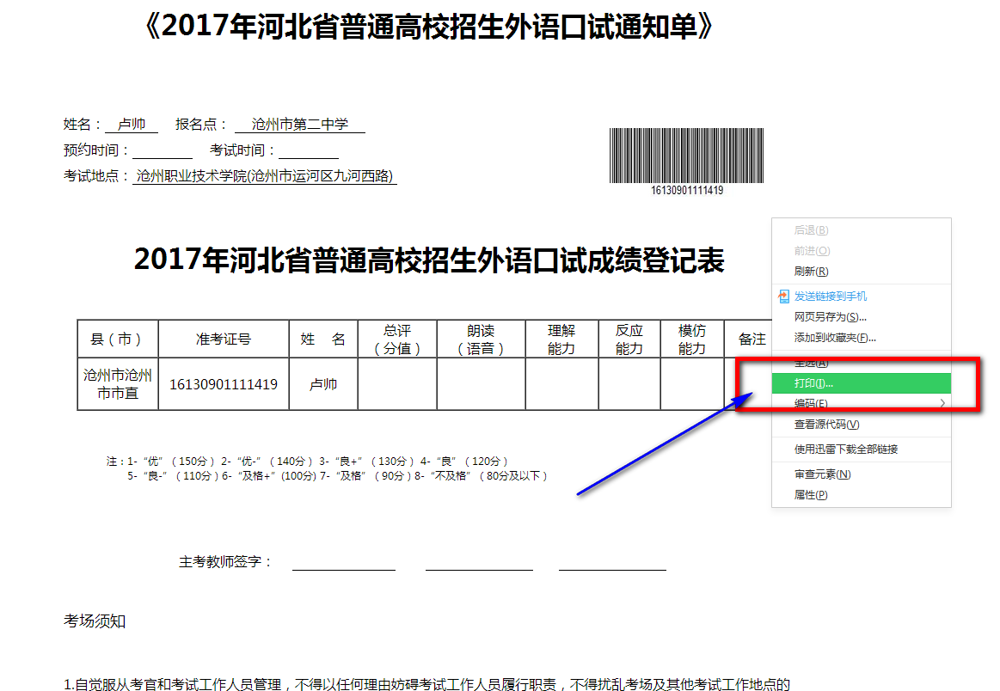 《2017年河北省普通高校招生外语口试通知单》
姓名： 卢帅 报名点： 沧州市第二中学
预约时间： 考试时间：
考试地点： 沧州职业技术学院(沧州市运河区九河西路)
16130901111419
2017年河北省普通高校招生外语口试成绩登记表
县（市） 准考证号 姓 名 总评（分值） 朗读（语音） 理解能力 反应能力 模仿能力 备注
沧州市沧州市市直 16130901111419 卢帅
注：1-“优”（150分）2-“优-”（140分）3-“良+”（130分）4-“良”（120分）
5-“良-”（110分）6-“及格+”(100分) 7-“及格”（90分）8-“不及格”（80分及以下）
主考教师签字：
考场须知
1.自觉服从考官和考试工作人员管理，不得以任何理由妨碍考试工作人员履行职责，不得扰乱考场及其他考试工作地点的
后退(B)
前进(O)
刷新(R)
发送链接到手机
网页另存为(S)...
添加到收藏夹(F)...
全选(A)
打印(I)...
编码(E)
查看源代码(V)
使用迅雷下载全部链接
审查元素(N)
属性(P)